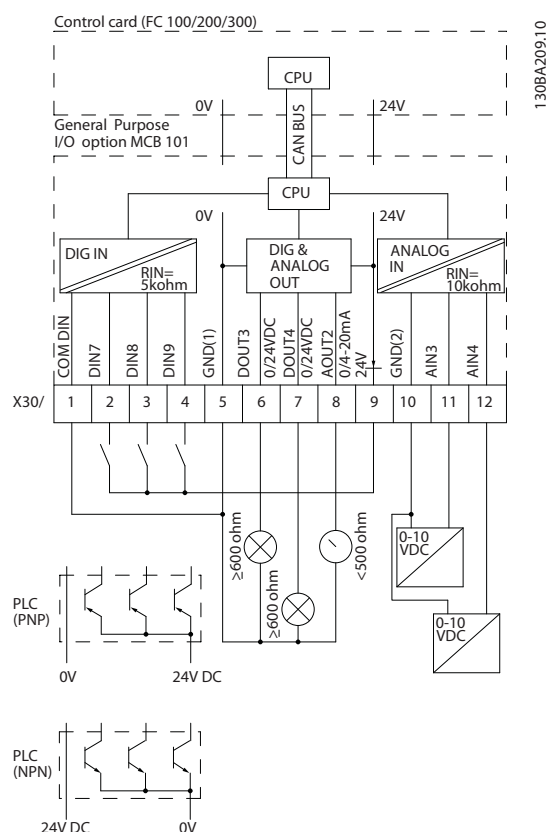 Control card (FC 100/200/300)
130BA209.10
CPU
0V
24V
CAN BUS
General Purpose
I/O option MCB 101
CPU
0V
24V
DIG IN
RIN=
5kohm
DIG &
ANALOG
OUT
ANALOG
IN
RIN=
10kohm
COM DIN
DIN7
DIN8
DIN9
GND(1)
DOUT3
0/24VDC
DOUT4
0/24VDC
AOUT2
0/4-20mA
24V
GND(2)
AIN3
AIN4
X30/ 1 2 3 4 5 6 7 8 9 10 11 12
≥600 ohm
≥600 ohm
<500 ohm
0-10
VDC
0-10
VDC
PLC
(PNP)
0V
24V DC
PLC
(NPN)
24V DC
0V